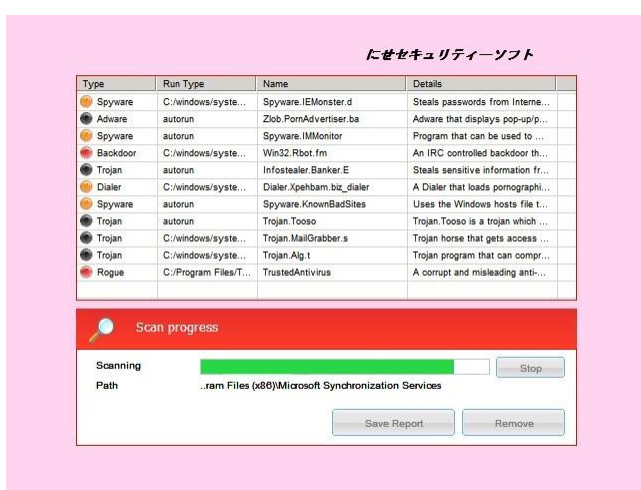 にせセキュリティーソフト
Type Run Type Name Details
Spyware C:/windows/syste... Spyware.IEMonster.d Steals passwords from Interne...
Adware autorun Zlob.PornAdvertiser.ba Adware that displays pop-up/p...
Spyware autorun Spyware.IMMonitor Program that can be used to ...
Backdoor C:/windows/syste... Win32.Rbot.fm An IRC controlled backdoor th...
Trojan autorun Infostealer.Banker.E Steals sensitive information fr...
Dialer C:/windows/syste... Dialer.Xpehbam.biz_dialer A Dialer that loads pornographi...
Spyware autorun Spyware.KnownBadSites Uses the Windows hosts file t...
Trojan autorun Trojan.Tooso Trojan.Tooso is a trojan which ...
Trojan C:/windows/syste... Trojan.MailGrabber.s Trojan horse that gets access ...
Trojan C:/windows/syste... Trojan.Alg.t Trojan program that can compr...
Rogue C:/Program Files/T... TrustedAntivirus A corrupt and misleading anti-...
Scan progress
Scanning Stop
Path ..ram Files (x86)\Microsoft Synchronization Services
Save Report Remove